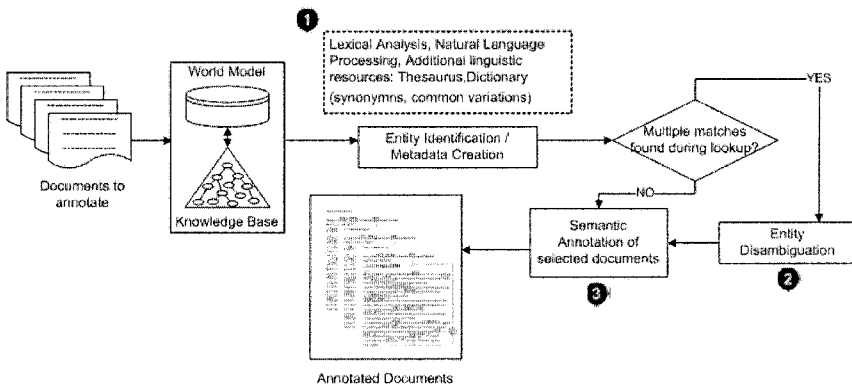 1
Lexical Analysis, Natural Language
Processing, Additional linguistic
resources: Thesaurus,Dictionary
(synonymns, common variations)
World Model
Knowledge Base
Documents to
annotate
Entity Identification /
Metadata Creation
Multiple matches
found during lookup?
YES
NO
Semantic
Annotation of
selected documents
3
Entity
Disambiguation
2
Annotated Documents